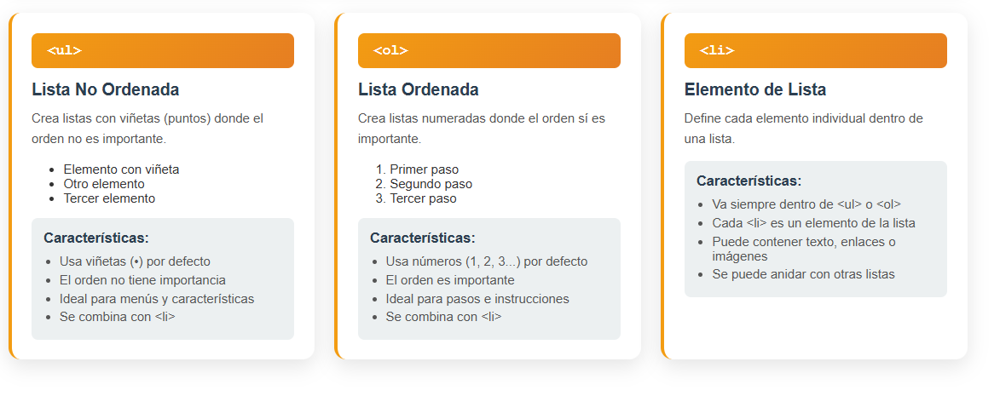 <ul>
Lista No Ordenada
Crea listas con viñetas (puntos) donde el
orden no es importante.
• Elemento con viñeta
• Otro elemento
• Tercer elemento
Características:
• Usa viñetas (•) por defecto
• El orden no tiene importancia
• Ideal para menús y características
• Se combina con <li>
<ol>
Lista Ordenada
Crea listas numeradas donde el orden sí es
importante.
1. Primer paso
2. Segundo paso
3. Tercer paso
Características:
• Usa números (1, 2, 3...) por defecto
• El orden es importante
• Ideal para pasos e instrucciones
• Se combina con <li>
<li>
Elemento de Lista
Define cada elemento individual dentro de
una lista.
Características:
• Va siempre dentro de <ul> o <ol>
• Cada <li> es un elemento de la lista
• Puede contener texto, enlaces o
imágenes
• Se puede anidar con otras listas